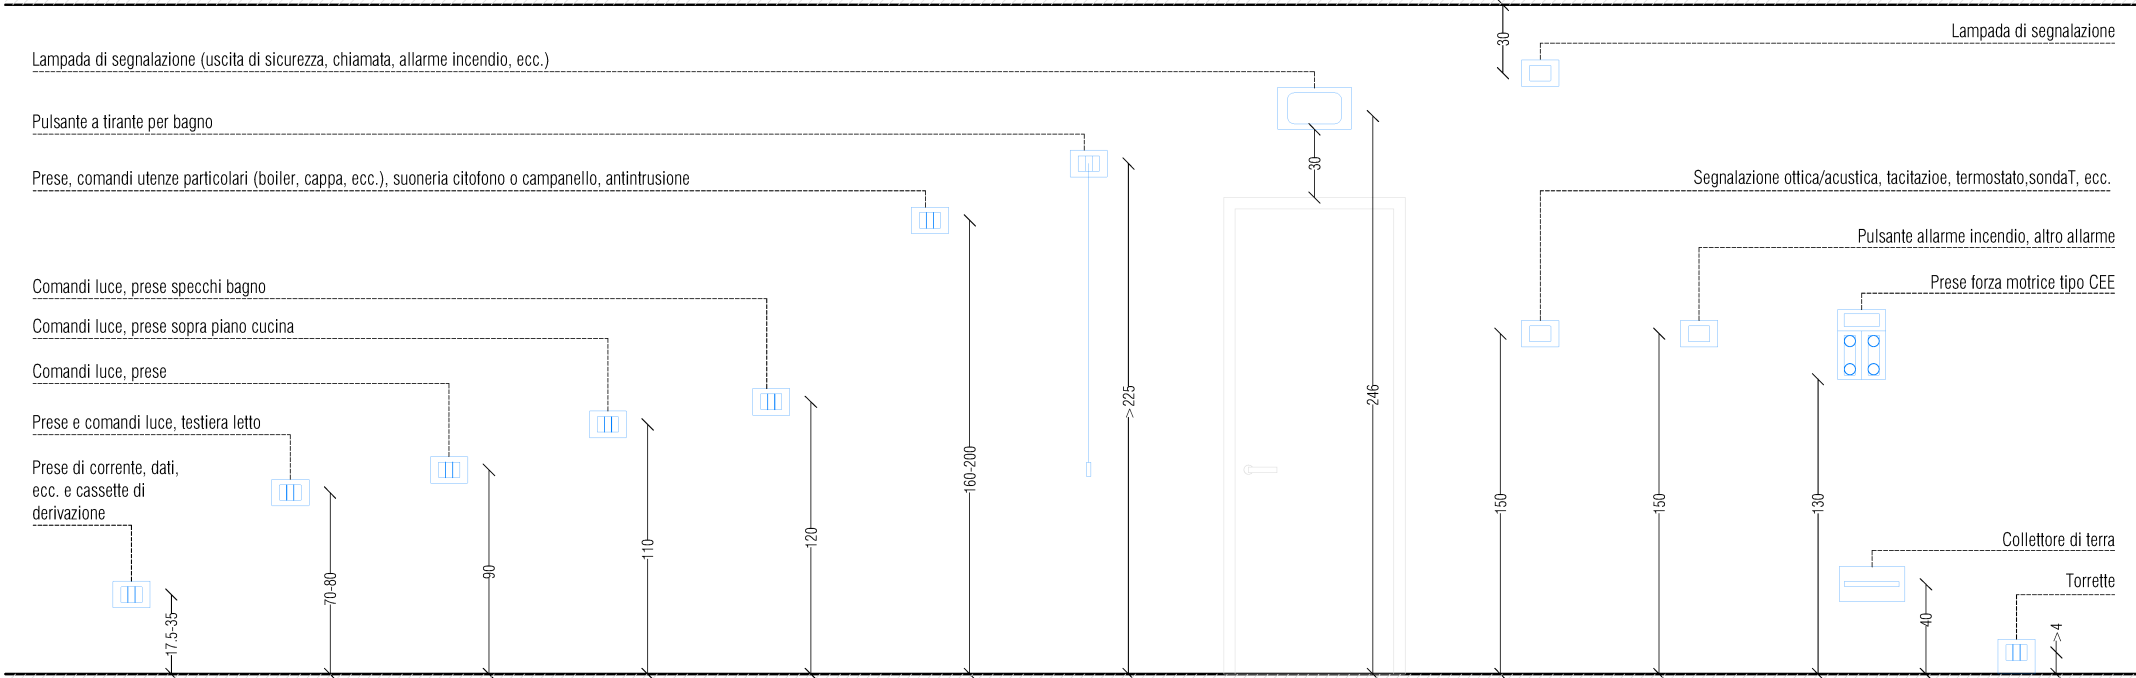 30
Lampada di segnalazione
Lampada di segnalazione (uscita di sicurezza, chiamata, allarme incendio, ecc.)
Pulsante a tirante per bagno
30
Prese, comandi utenze particolari (boiler, cappa, ecc.), suoneria citofono o campanello, antintrusione
Segnalazione ottica/acustica, tacitazioe, termostato,sondaT, ecc.
Pulsante allarme incendio, altro allarme
Comandi luce, prese specchi bagno
Prese forza motrice tipo CEE
Comandi luce, prese sopra piano cucina
Comandi luce, prese
>225
246
Prese e comandi luce, testiera letto
Prese di corrente, dati,
ecc. e cassette di
derivazione
160-200
150
150
130
120
110
Collettore di terra
90
70-80
Torrette
17.5-35
40
>4